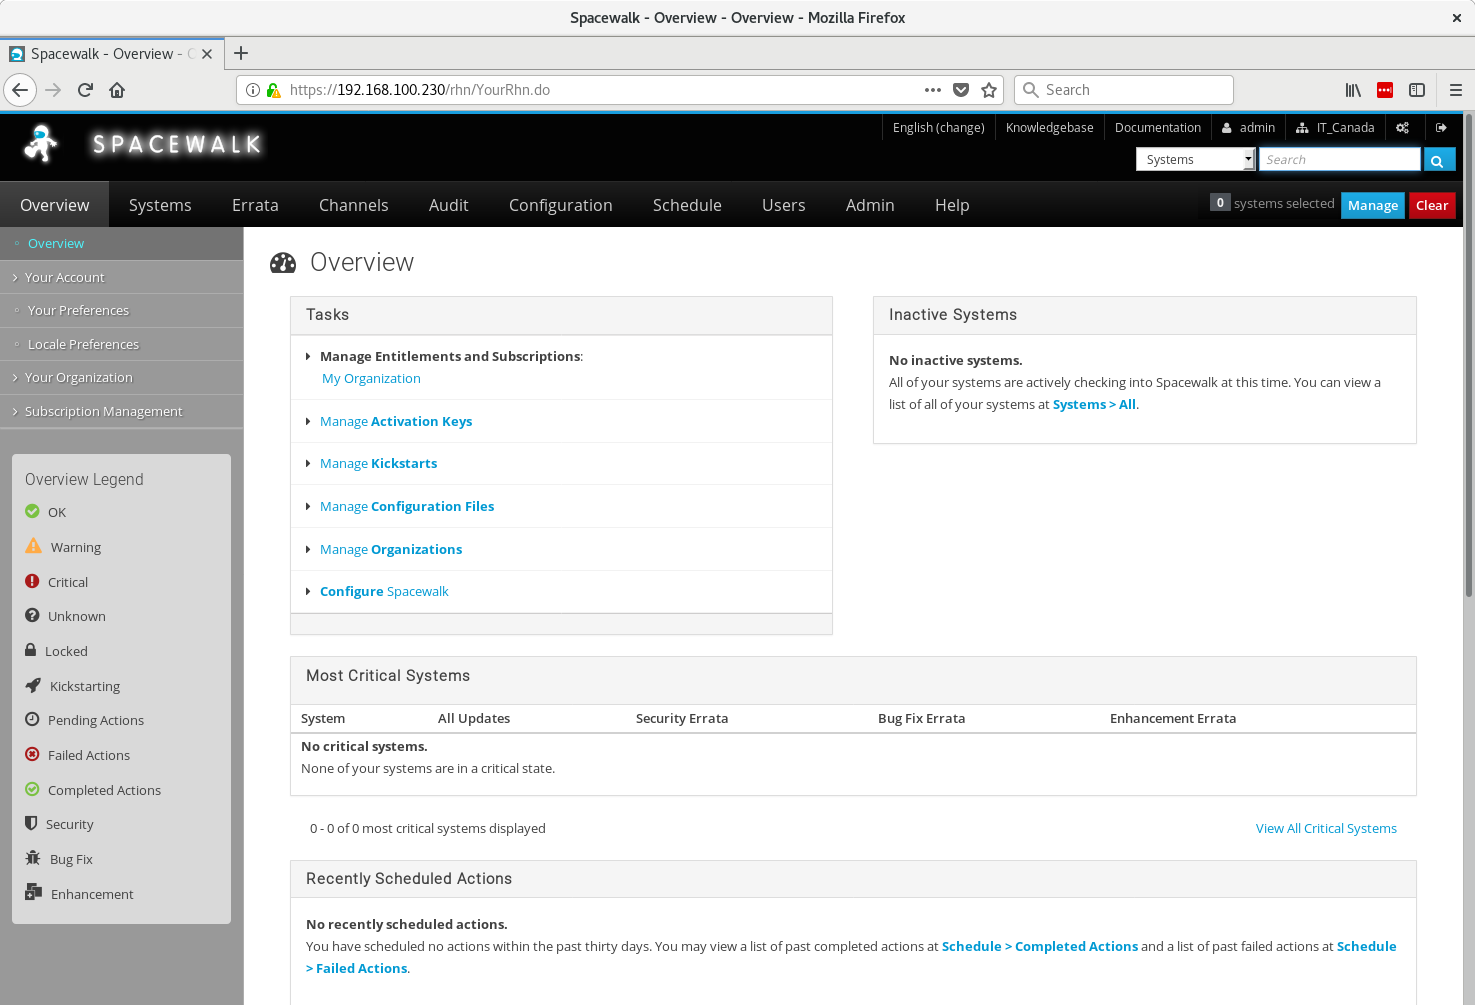 Spacewalk - Overview - Overview - Mozilla Firefox
Spacewalk - Overview -
https://192.168.100.230/rhn/YourRhn.do
Search
SPACEWALK
English (change)
Knowledgebase
Documentation
admin
IT_Canada
Systems
Search
Overview
Systems
Errata
Channels
Audit
Configuration
Schedule
Users
Admin
Help
0 systems selected
Manage
Clear
Overview
Your Account
Your Preferences
Locale Preferences
Your Organization
Subscription Management
Overview Legend
OK
Warning
Critical
Unknown
Locked
Kickstarting
Pending Actions
Failed Actions
Completed Actions
Security
Bug Fix
Enhancement
Overview
Tasks
Manage Entitlements and Subscriptions:
My Organization
Manage Activation Keys
Manage Kickstarts
Manage Configuration Files
Manage Organizations
Configure Spacewalk
Inactive Systems
No inactive systems.
All of your systems are actively checking into Spacewalk at this time. You can view a
list of all of your systems at Systems > All.
Most Critical Systems
System All Updates Security Errata Bug Fix Errata Enhancement Errata
No critical systems.
None of your systems are in a critical state.
0 - 0 of 0 most critical systems displayed
View All Critical Systems
Recently Scheduled Actions
No recently scheduled actions.
You have scheduled no actions within the past thirty days. You may view a list of past completed actions at Schedule > Completed Actions and a list of past failed actions at Schedule
> Failed Actions.